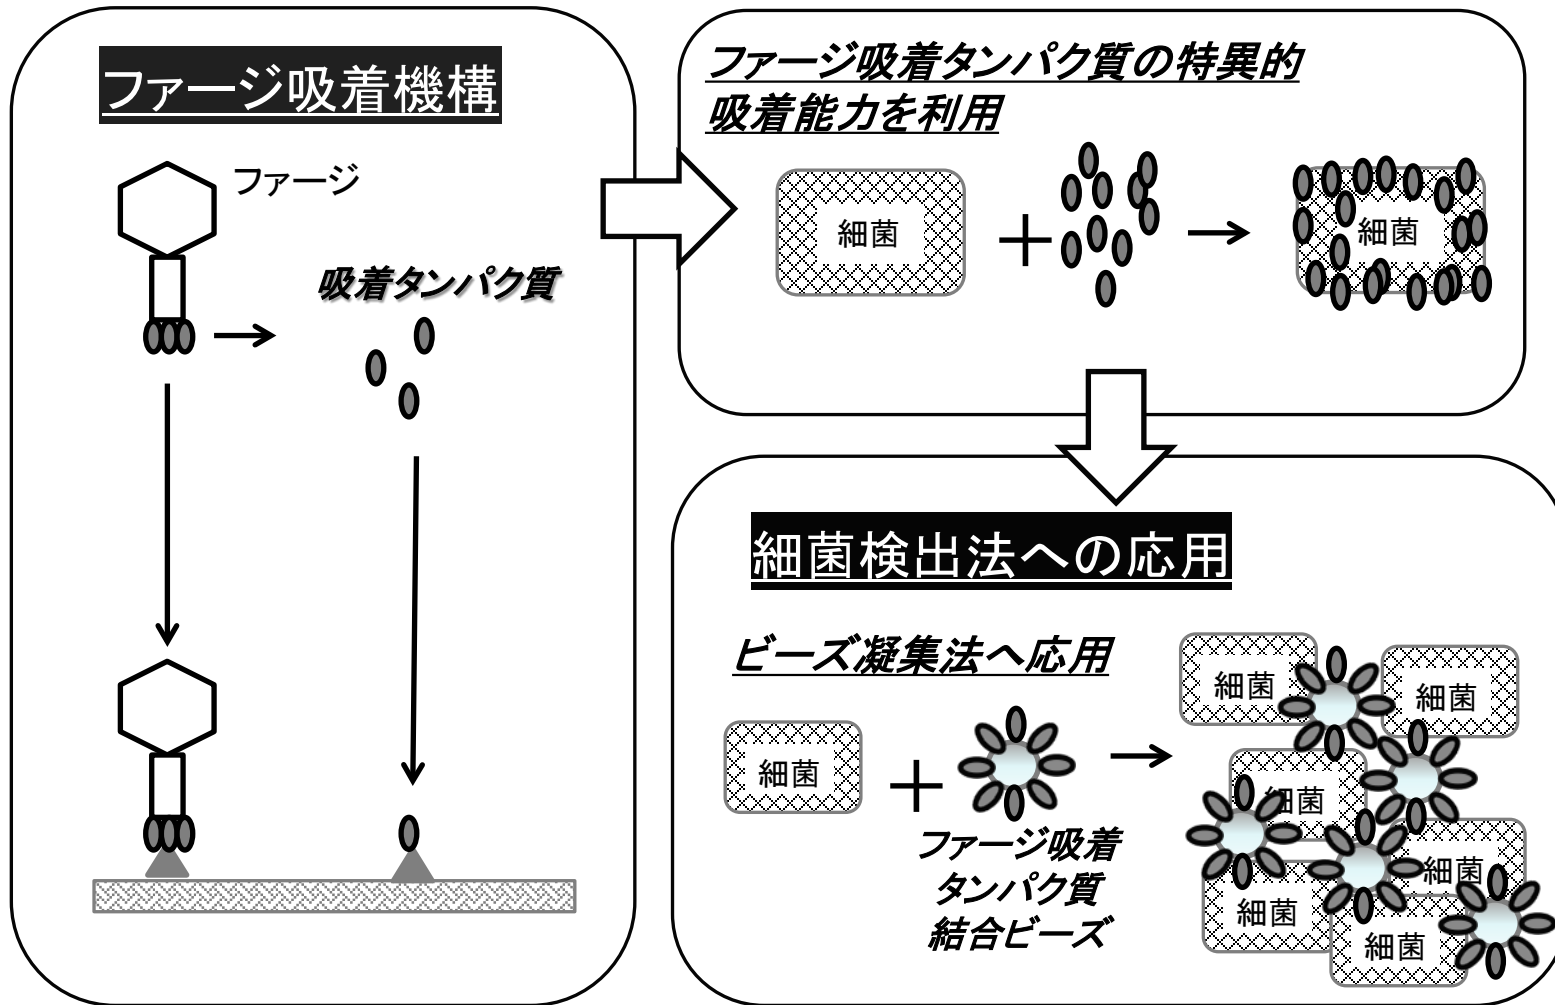 ファージ吸着機構
ファージ
吸着タンパク質
ファージ吸着タンパク質の特異的
吸着能力を利用
細菌
細菌
細菌検出法への応用
ビーズ凝集法へ応用
細菌
ファージ吸着
タンパク質
結合ビーズ
細菌
細菌
細菌
細菌
細菌
細菌